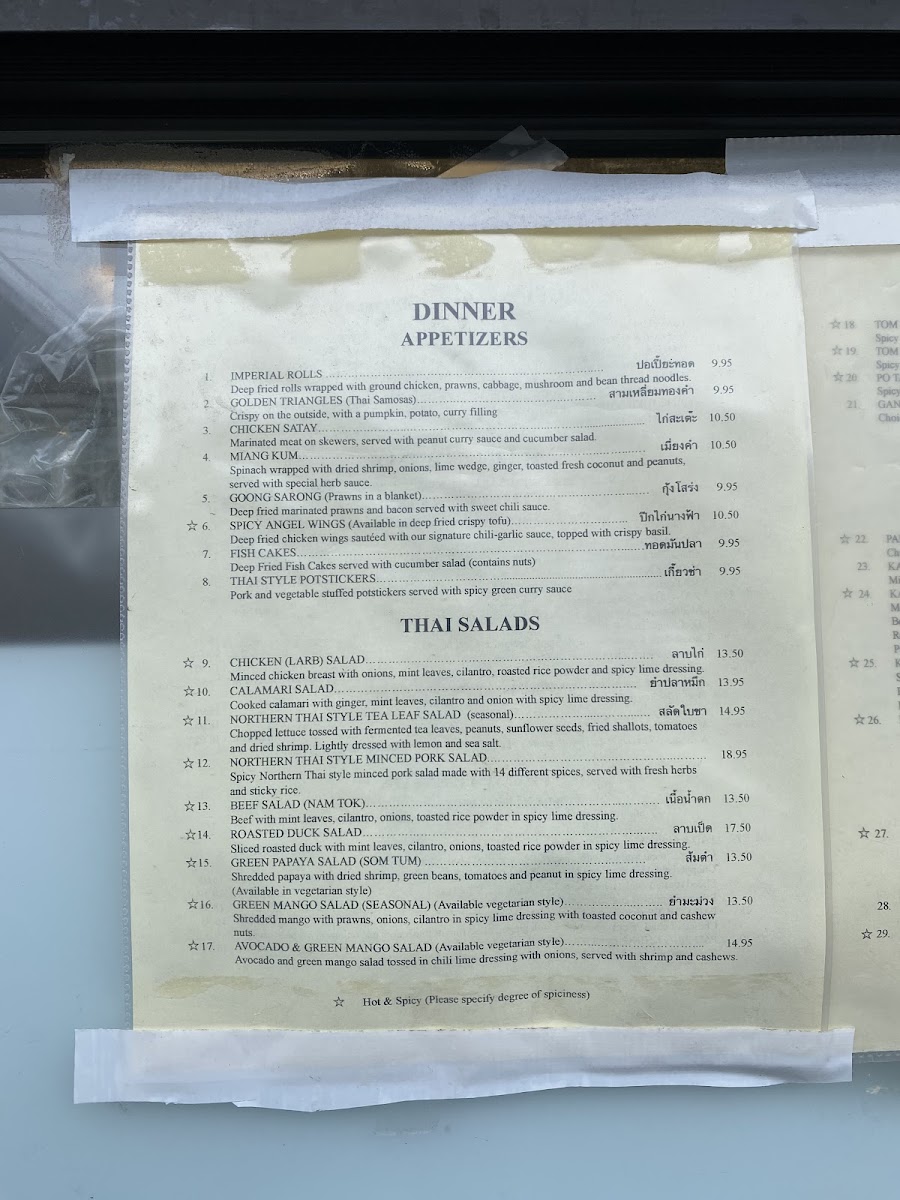 DINNER
APPETIZERS
1. IMPERIAL ROLLS ........ ปอเปี๊ยะทอด 9.95
Deep fried rolls wrapped with ground chicken, prawns, cabbage, mushroom and bean thread noodles.
2. GOLDEN TRIANGLES (Thai Samosas)........ สามเหลี่ยมทองคำ 9.95
Crispy on the outside, with a pumpkin, potato, curry filling
3. CHICKEN SATAY........ ไก่สะเต๊ะ 10.50
Marinated meat on skewers, served with peanut curry sauce and cucumber salad.
4. MIANG KUM........ เมี่ยงคำ 10.50
Spinach wrapped with dried shrimp, onions, lime wedge, ginger, toasted fresh coconut and peanuts,
served with special herb sauce.
5. GOONG SARONG (Prawns in a blanket)........ กุ้งโสร่ง 9.95
Deep fried marinated prawns and bacon served with sweet chili sauce.
☆ 6. SPICY ANGEL WINGS (Available in deep fried crispy tofu)........ ปีกไก่นางฟ้า 10.50
Deep fried chicken wings sautéed with our signature chili-garlic sauce, topped with crispy basil.
7. FISH CAKES........ ทอดมันปลา 9.95
Deep Fried Fish Cakes served with cucumber salad (contains nuts)
8. THAI STYLE POTSTICKERS........ เกี๊ยวซ่า 9.95
Pork and vegetable stuffed potstickers served with spicy green curry sauce
THAI SALADS
☆ 9. CHICKEN (LARB) SALAD........ ลาบไก่ 13.50
Minced chicken breast with onions, mint leaves, cilantro, roasted rice powder and spicy lime dressing.
☆10. CALAMARI SALAD........ ยำปลาหมึก 13.95
Cooked calamari with ginger, mint leaves, cilantro and onion with spicy lime dressing.
☆11. NORTHERN THAI STYLE TEA LEAF SALAD (seasonal)........ สลัดใบชา 14.95
Chopped lettuce tossed with fermented tea leaves, peanuts, sunflower seeds, fried shallots, tomatoes
and dried shrimp. Lightly dressed with lemon and sea salt.
☆12. NORTHERN THAI STYLE MINCED PORK SALAD........ 18.95
Spicy Northern Thai style minced pork salad made with 14 different spices, served with fresh herbs
and sticky rice.
☆13. BEEF SALAD (NAM TOK)........ เนื้อน้ำตก 13.50
Beef with mint leaves, cilantro, onions, toasted rice powder in spicy lime dressing.
☆14. ROASTED DUCK SALAD........ ลาบเป็ด 17.50
Sliced roasted duck with mint leaves, cilantro, onions, toasted rice powder in spicy lime dressing.
☆15. GREEN PAPAYA SALAD (SOM TUM) ........ ส้มตำ 13.50
Shredded papaya with dried shrimp, green beans, tomatoes and peanut in spicy lime dressing.
(Available in vegetarian style)
☆16. GREEN MANGO SALAD (SEASONAL) (Available vegetarian style)........ ยำมะม่วง 13.50
Shredded mango with prawns, onions, cilantro in spicy lime dressing with toasted coconut and cashew
nuts.
☆17. AVOCADO & GREEN MANGO SALAD (Available vegetarian style)........ 14.95
Avocado and green mango salad tossed in chili lime dressing with onions, served with shrimp and cashews.
☆ Hot & Spicy (Please specify degree of spiciness)
☆ 18. TOM
Spicy
☆ 19. TOM
Spicy
☆ 20. PO T
Spicy
21. GAN
Choi
☆ 22. PA
Ch
23. KA
Mi
☆ 24. KA
M
B
R
P
☆ 25. K
S
☆ 26.
☆ 27.
28.
☆ 29.